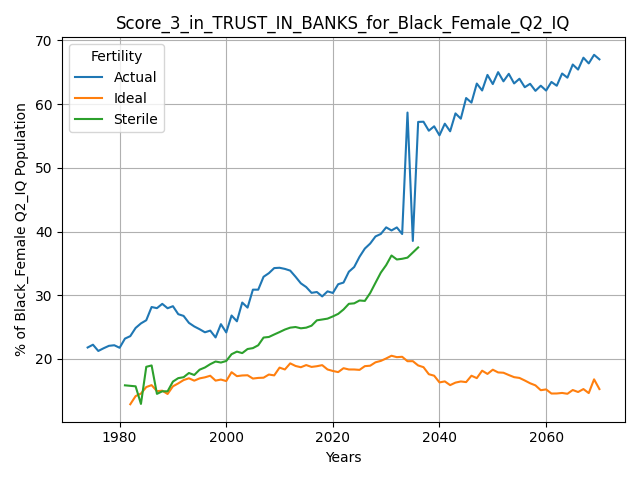 Score_3_in_TRUST_IN_BANKS_for_Black_Female_Q2_IQ
Fertility
Actual
Ideal
Sterile
% of Black_Female Q2_IQ Population
70
60
50
40
30
20
1980
2000
2020
2040
2060
Years